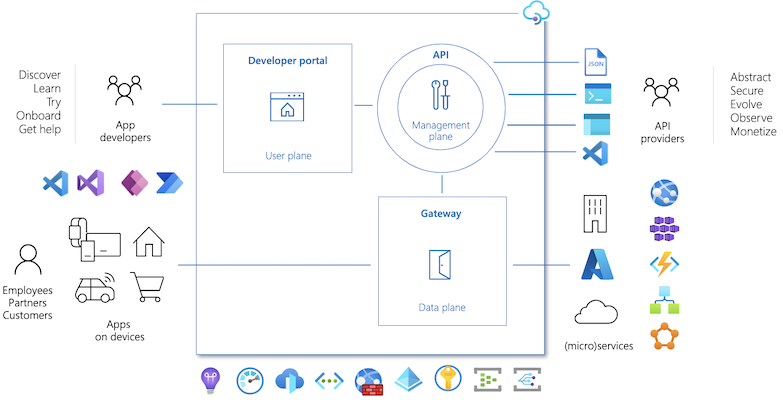 Discover
Learn
Try
Onboard
Get help
App
developers
Developer portal
User plane
API
Management
plane
JSON
API
providers
Abstract
Secure
Evolve
Observe
Monetize
Employees
Partners
Customers
Apps
on devices
Gateway
Data plane
(micro)services